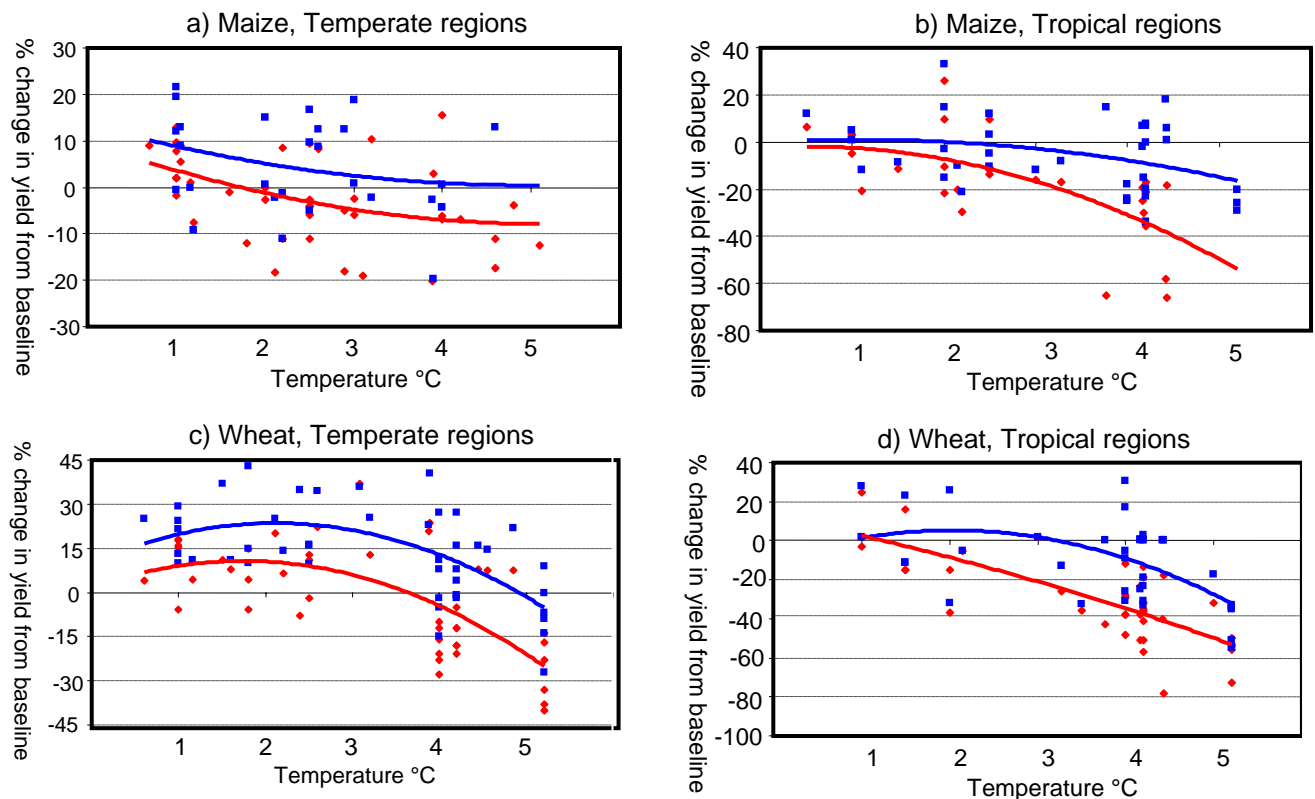 a) Maize, Temperate regions
% change in yield from baseline
30
20
10
0
-10
-20
-30
1 2 3 4 5
Temperature °C
b) Maize, Tropical regions
% change in yield from baseline
40
20
0
-20
-40
-60
-80
1 2 3 4 5
Temperature °C
c) Wheat, Temperate regions
% change in yield from baseline
45
30
15
0
-15
-30
-45
1 2 3 4 5
Temperature °C
d) Wheat, Tropical regions
% change in yield from baseline
40
20
0
-20
-40
-60
-80
-100
1 2 3 4 5
Temperature °C